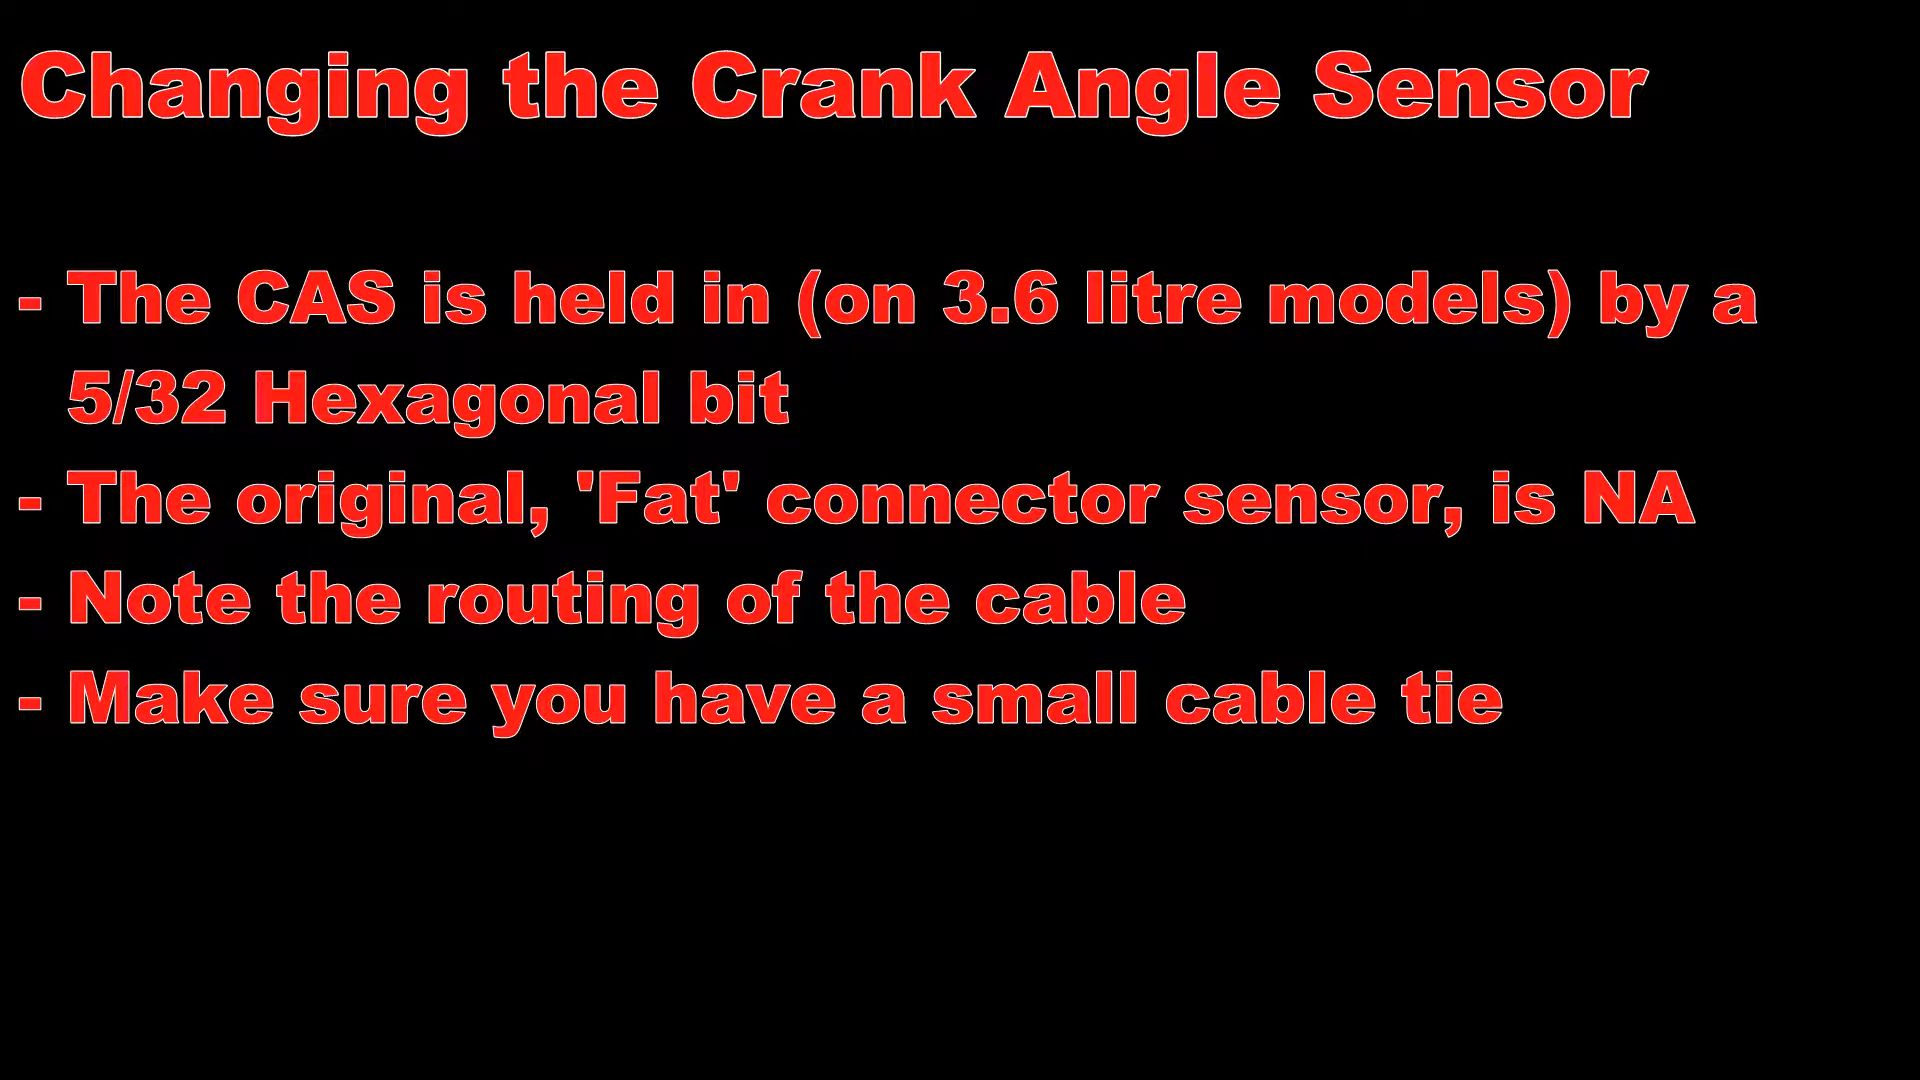 Changing the Crank Angle Sensor
- The CAS is held in (on 3.6 litre models) by a
5/32 Hexagonal bit
- The original, 'Fat' connector sensor, is NA
- Note the routing of the cable
- Make sure you have a small cable tie